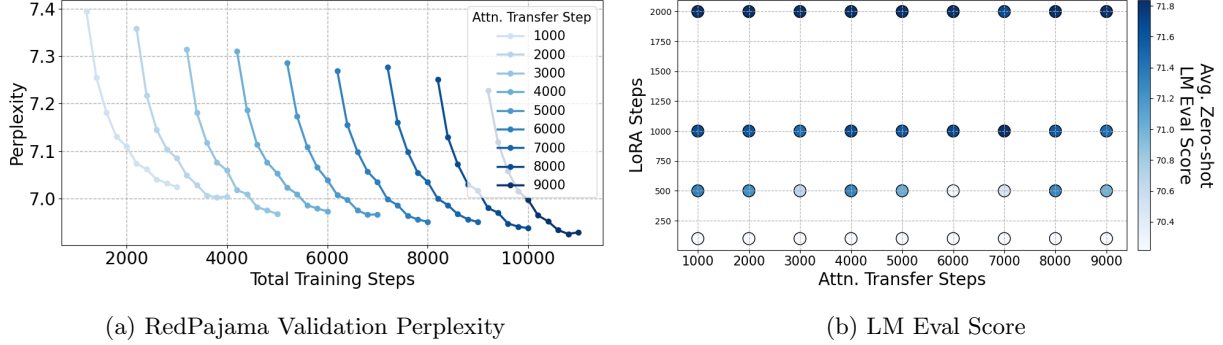 7.4
7.3
7.2
7.1
7.0
Perplexity
2000 4000 6000 8000 10000
Total Training Steps
Attn. Transfer Step
1000
2000
3000
4000
5000
6000
7000
8000
9000
(a) RedPajama Validation Perplexity
2000
1750
1500
1250
1000
750
500
250
LoRA Steps
1000 2000 3000 4000 5000 6000 7000 8000 9000
Attn. Transfer Steps
71.8
71.6
71.4
71.2
71.0
70.8
70.6
70.4
Avg. Zero-shot
LM Eval Score
(b) LM Eval Score